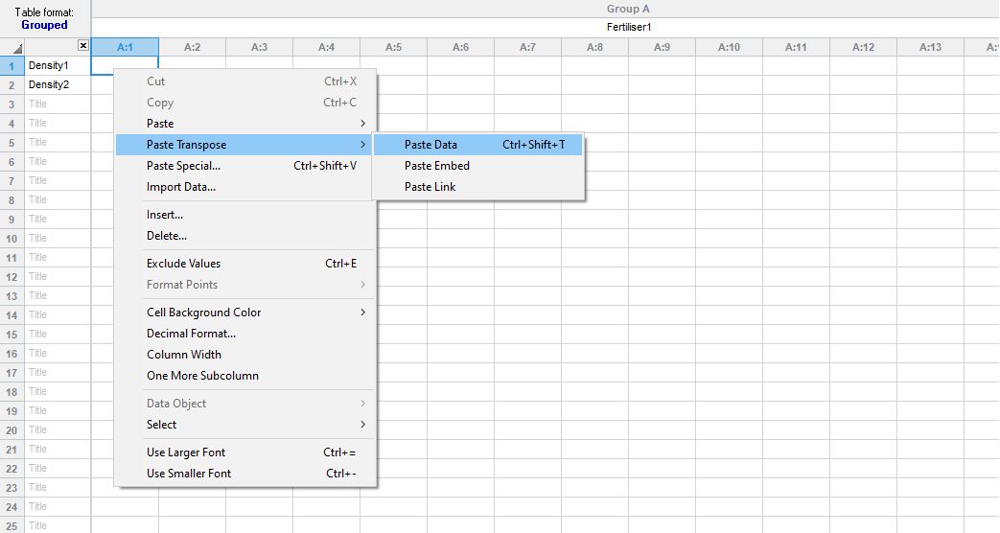 Table format:
Grouped
Group A
Fertiliser1
A:1 A:2 A:3 A:4 A:5 A:6 A:7 A:8 A:9 A:10 A:11 A:12 A:13
1 Density1
2 Density2
3 Title
4 Title
5 Title
6 Title
7 Title
8 Title
9 Title
10 Title
11 Title
12 Title
13 Title
14 Title
15 Title
16 Title
17 Title
18 Title
19 Title
20 Title
21 Title
22 Title
23 Title
24 Title
25 Title
Cut Ctrl+X
Copy Ctrl+C
Paste
Paste Transpose
Paste Special... Ctrl+Shift+V
Import Data...
Insert...
Delete...
Exclude Values Ctrl+E
Format Points
Cell Background Color
Decimal Format...
Column Width
One More Subcolumn
Data Object
Select
Use Larger Font Ctrl+=
Use Smaller Font Ctrl+-
Paste Data Ctrl+Shift+T
Paste Embed
Paste Link